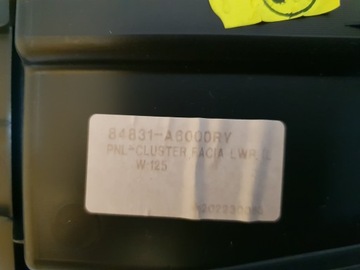 84831-A6000RY
PNL-CLUSTER FACIA LWR
W-125